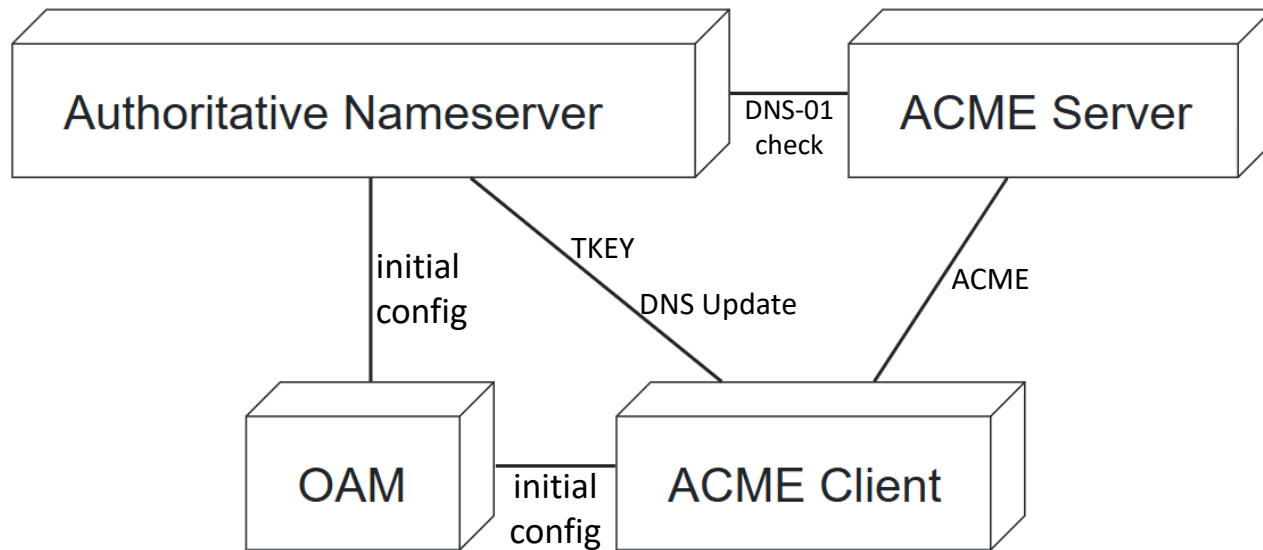 Authoritative Nameserver
DNS-01
check
ACME Server
initial
config
TKEY
DNS Update
ACME
OAM
initial
config
ACME Client